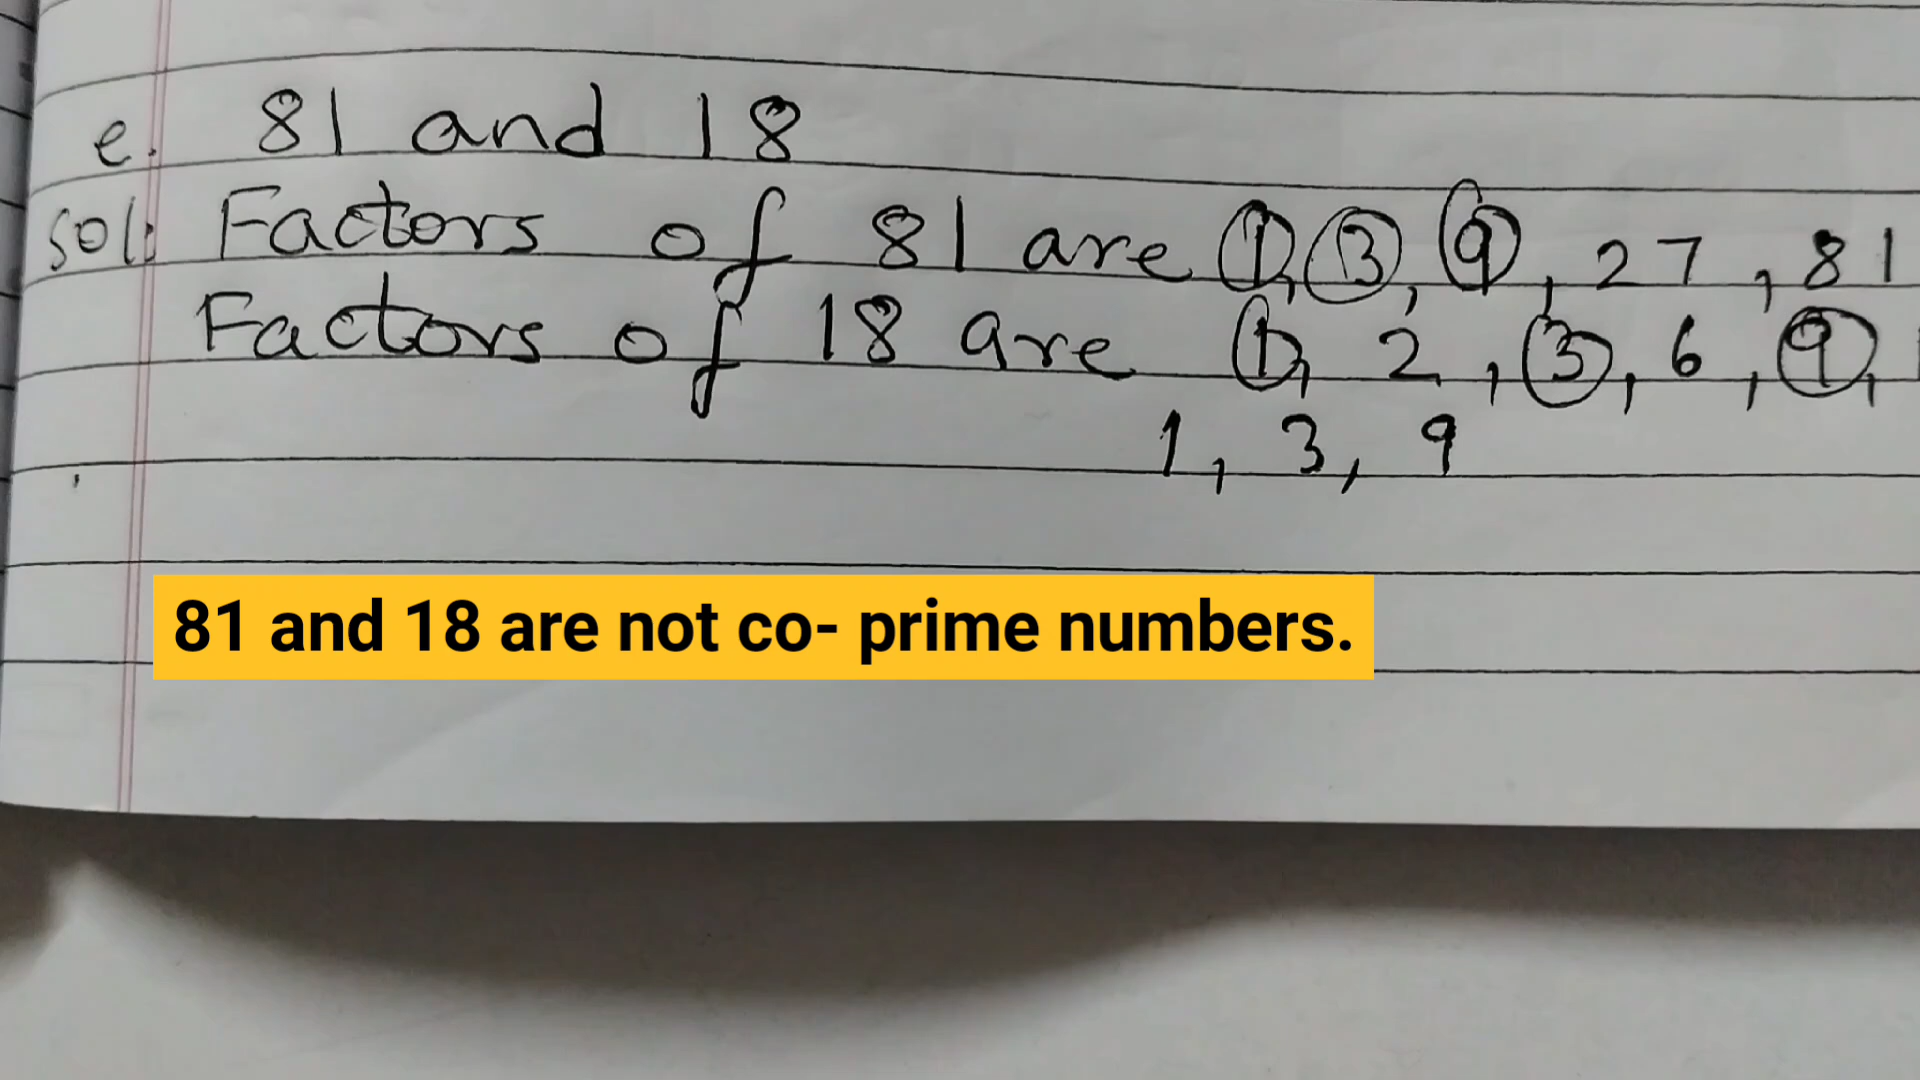 e. 81 and 18
Sol: Factors of 81 are 1, 3, 9, 27, 81
Factors of 18 are 1, 2, 3, 6, 9,
1, 3, 9
81 and 18 are not co- prime numbers.